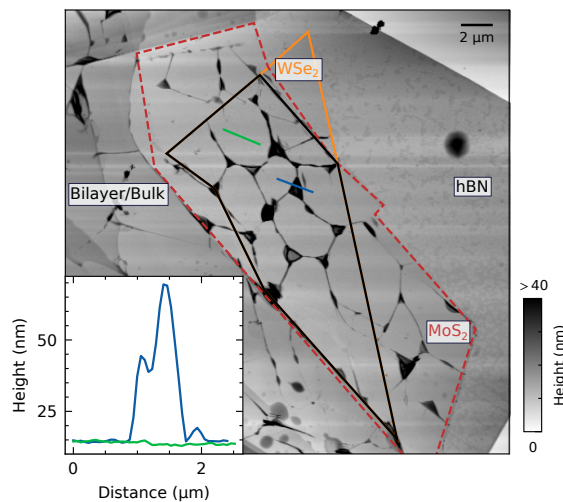 2 μm
WSe₂
Bilayer/Bulk
hBN
MoS₂
>40
Height (nm)
0
Height (nm)
50
25
0
2
Distance (μm)